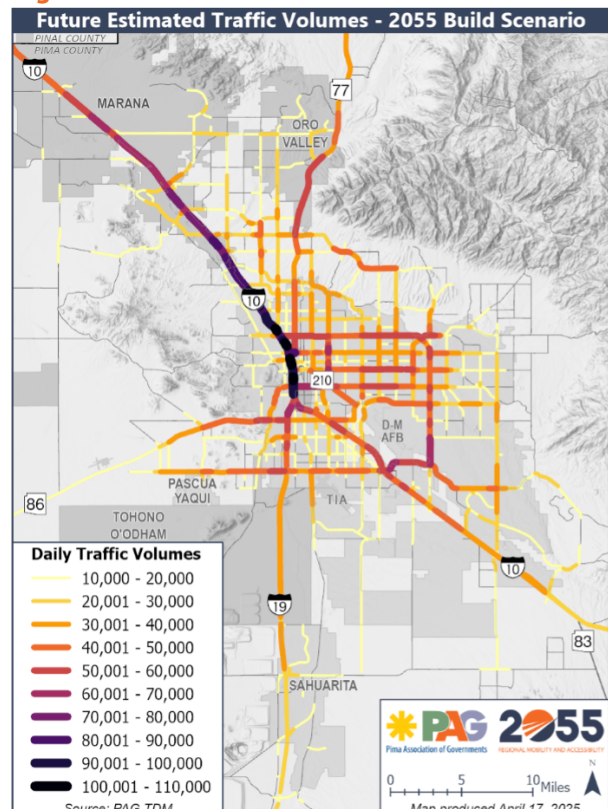 Future Estimated Traffic Volumes - 2055 Build Scenario
PINAL COUNTY
PIMA COUNTY
10
77
MARANA
ORO
VALLEY
10
210
D-M
AFB
PASCUA
YAQUI
TIA
86
TOHONO
O'ODHAM
10
19
83
SAHUARITA
Daily Traffic Volumes
10,000 - 20,000
20,001 - 30,000
30,001 - 40,000
40,001 - 50,000
50,001 - 60,000
60,001 - 70,000
70,001 - 80,000
80,001 - 90,000
90,001 - 100,000
100,001 - 110,000
Source: PAG TDM
PAG
Pima Association of Governments
2055
REGIONAL MOBILITY AND ACCESSIBILITY
0 5 10 Miles
N
Map produced April 17, 2025